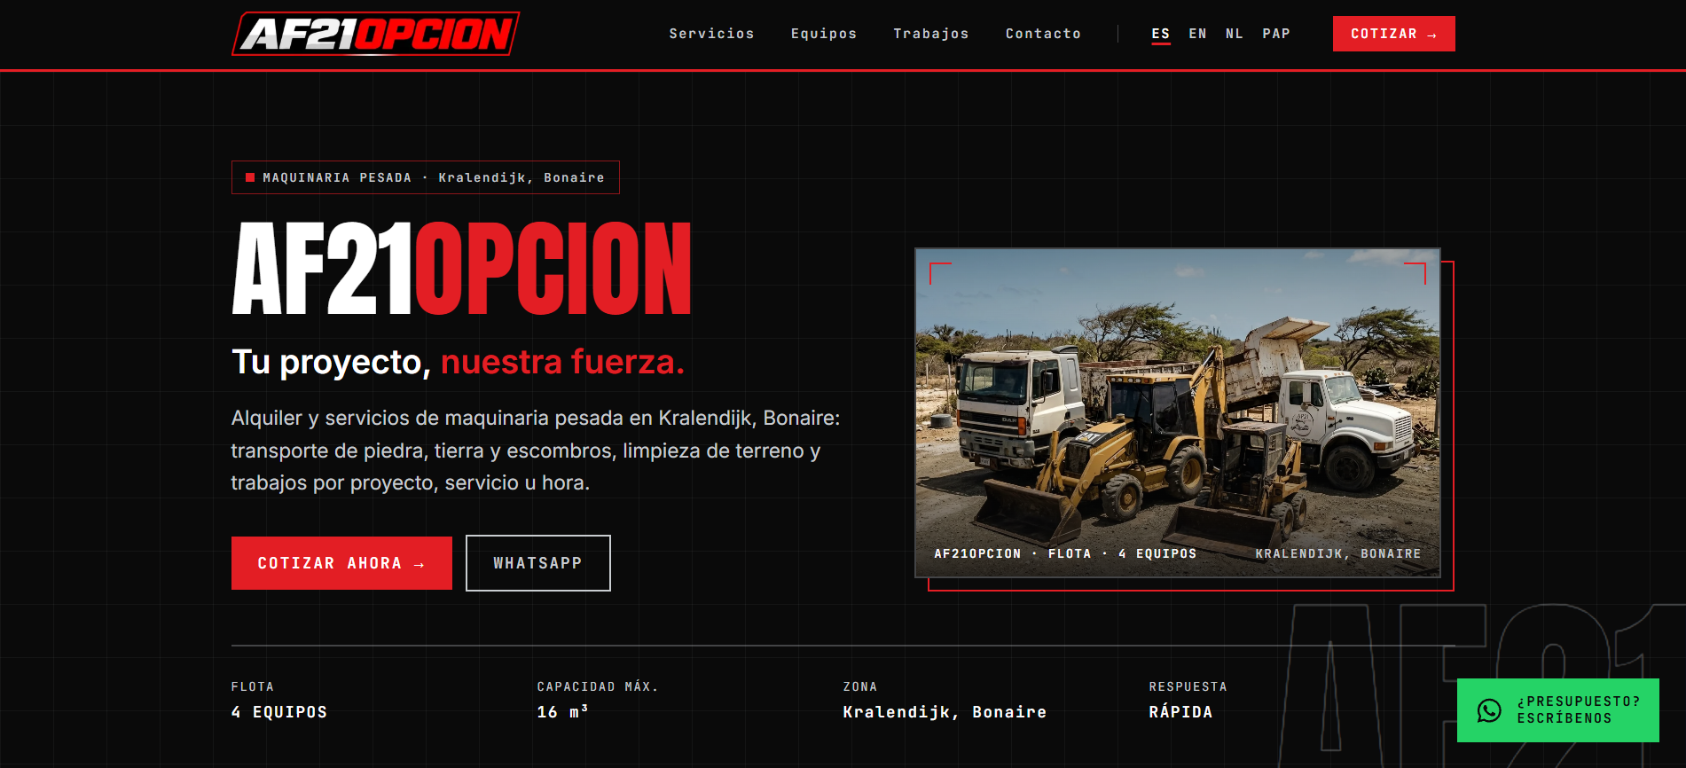 AF21OPCION
Servicios
Equipos
Trabajos
Contacto
ES
EN
NL
PAP
COTIZAR →
MAQUINARIA PESADA · Kralendijk, Bonaire
AF21OPCION
Tu proyecto, nuestra fuerza.
Alquiler y servicios de maquinaria pesada en Kralendijk, Bonaire:
transporte de piedra, tierra y escombros, limpieza de terreno y
trabajos por proyecto, servicio u hora.
COTIZAR AHORA →
WHATSAPP
AF21OPCION · FLOTA · 4 EQUIPOS
KRALENDIJK, BONAIRE
FLOTA
4 EQUIPOS
CAPACIDAD MÁX.
16 m³
ZONA
Kralendijk, Bonaire
RESPUESTA
RÁPIDA
AF21
¿PRESUPUESTO?
ESCRÍBENOS